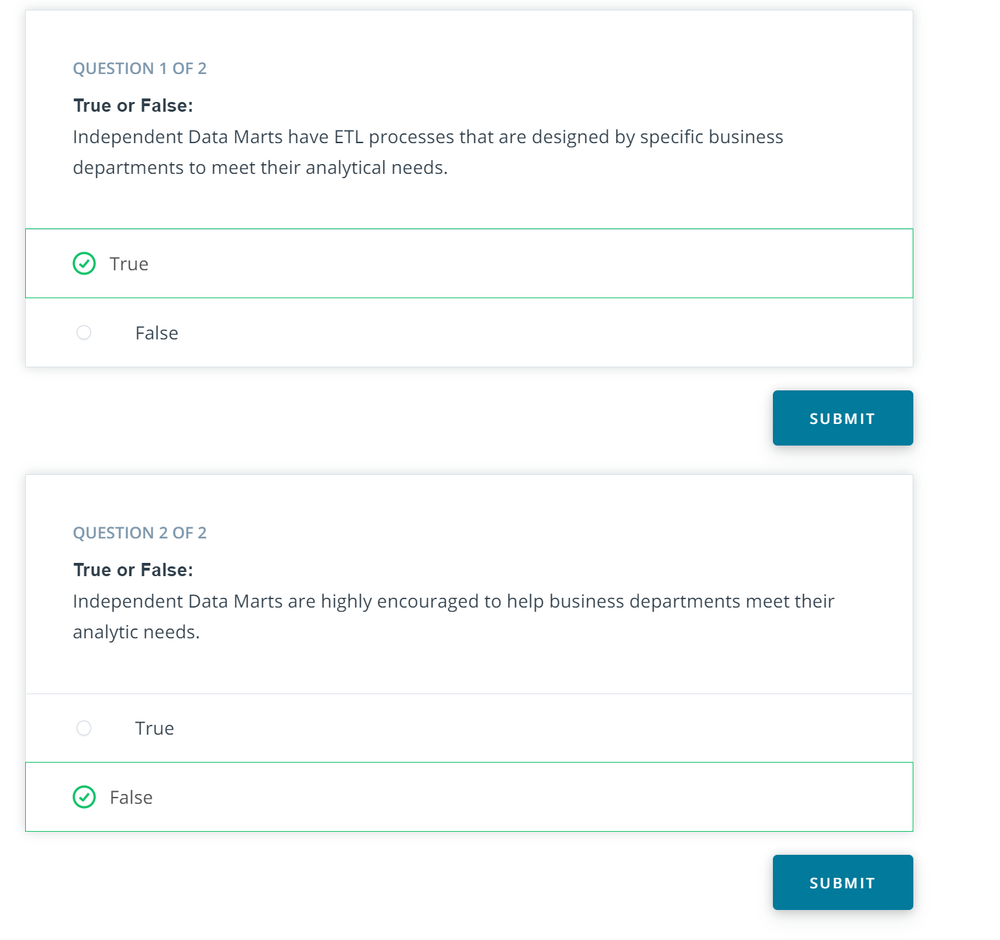 QUESTION 1 OF 2
True or False:
Independent Data Marts have ETL processes that are designed by specific business
departments to meet their analytical needs.
True
False
SUBMIT
QUESTION 2 OF 2
True or False:
Independent Data Marts are highly encouraged to help business departments meet their
analytic needs.
True
False
SUBMIT